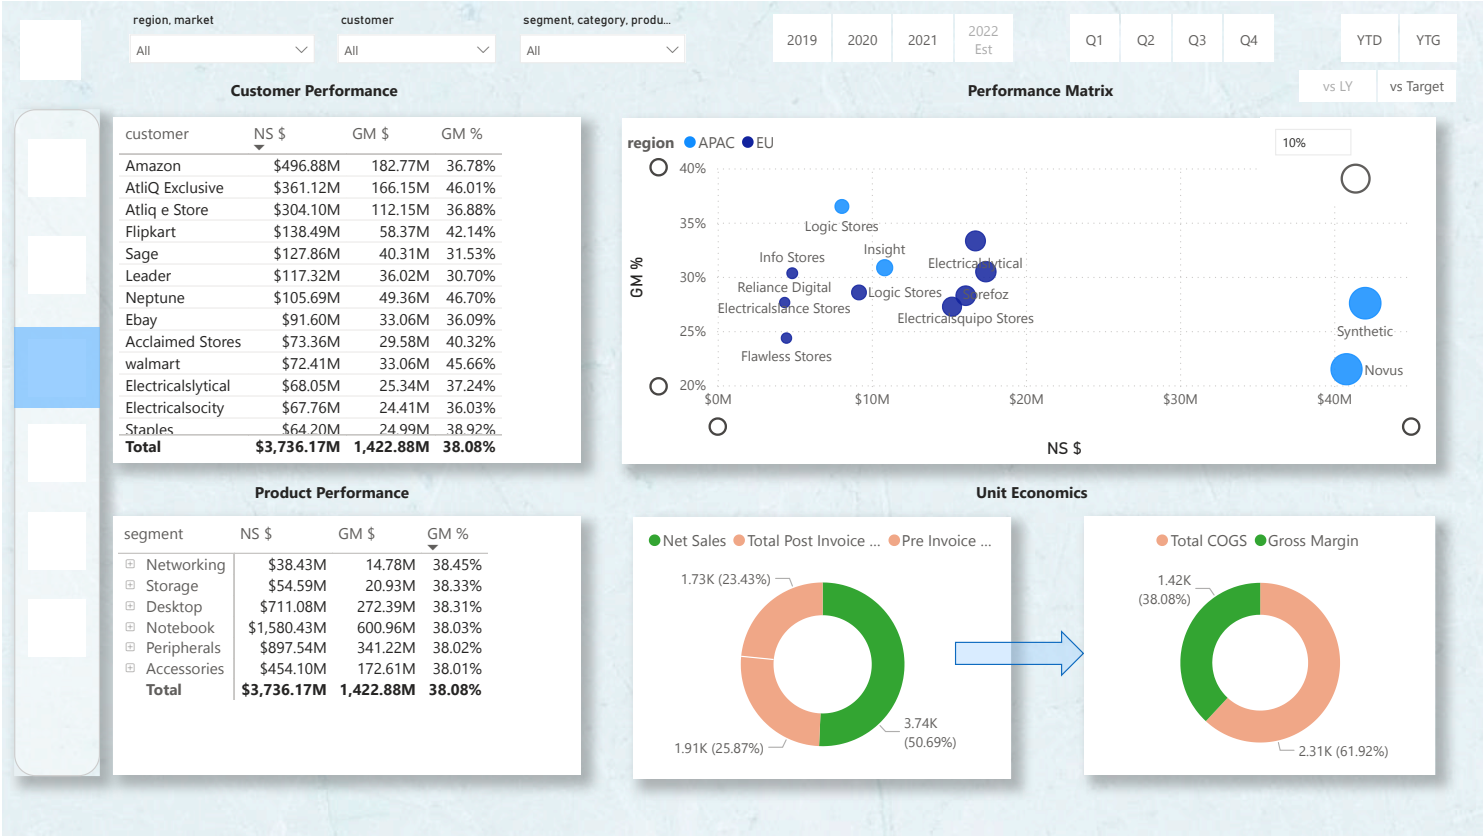 region, market
customer
segment, category, produ...
All
All
All
2019
2020
2021
2022
Est
Q1
Q2
Q3
Q4
YTD
YTG
vs LY
vs Target
Customer Performance
customer NS $ GM $ GM %
Amazon $496.88M 182.77M 36.78%
AtliQ Exclusive $361.12M 166.15M 46.01%
Atliq e Store $304.10M 112.15M 36.88%
Flipkart $138.49M 58.37M 42.14%
Sage $127.86M 40.31M 31.53%
Leader $117.32M 36.02M 30.70%
Neptune $105.69M 49.36M 46.70%
Ebay $91.60M 33.06M 36.09%
Acclaimed Stores $73.36M 29.58M 40.32%
walmart $72.41M 33.06M 45.66%
Electricalslytical $68.05M 25.34M 37.24%
Electricalsocity $67.76M 24.41M 36.03%
Staples $64.20M 24.99M 38.92%
Total $3,736.17M 1,422.88M 38.08%
Performance Matrix
region APAC EU
10%
GM %
40%
35%
30%
25%
20%
Logic Stores
Insight
Info Stores
Electricalslytical
Reliance Digital
Logic Stores
Electricalsquipo Stores
Flawless Stores
Synthetic
Novus
$0M
$10M
$20M
$30M
$40M
NS $
Product Performance
segment NS $ GM $ GM %
Networking $38.43M 14.78M 38.45%
Storage $54.59M 20.93M 38.33%
Desktop $711.08M 272.39M 38.31%
Notebook $1,580.43M 600.96M 38.03%
Peripherals $897.54M 341.22M 38.02%
Accessories $454.10M 172.61M 38.01%
Total $3,736.17M 1,422.88M 38.08%
Unit Economics
Net Sales Total Post Invoice ... Pre Invoice ...
1.73K (23.43%)
3.74K
(50.69%)
1.91K (25.87%)
Total COGS Gross Margin
1.42K
(38.08%)
2.31K (61.92%)